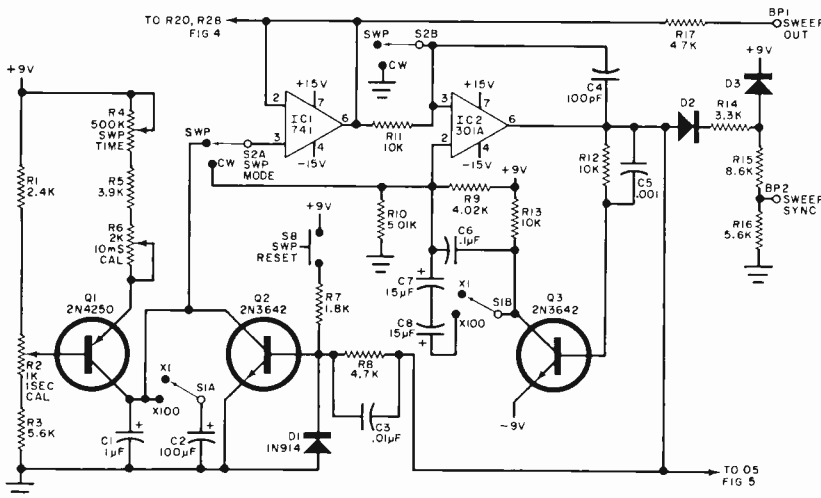 TO R20, R28
FIG 4
SWP
S2B
CW
R17
4.7K
BP1
SWEEP
OUT
+9V
R4
500K
SWP
TIME
R5
3.9K
R6
2K
10mS
CAL
R1
2.4K
SWP
CW
S2A
SWP
MODE
+15V
2
7
IC1
741
6
3
4
-15V
R11
10K
+15V
3
7
IC2
301A
6
2
4
-15V
C4
100pF
+9V
D3
D2
R14
3.3K
R12
10K
C5
.001
R15
8.6K
BP2
SWEEP
SYNC
R16
5.6K
R10
5.01K
R9
4.02K
+9V
R13
10K
C6
.1µF
+9V
S8
SWP
RESET
R7
1.8K
C7
15µF
+
X1
S1B
X100
C8
15µF
+
Q1
2N4250
Q2
2N3642
Q3
2N3642
R2
1K
1SEC
CAL
R3
5.6K
X1
S1A
X100
C1
1µF
+
C2
100µF
+
D1
1N914
R8
4.7K
C3
.01µF
-9V
TO Q5
FIG 5